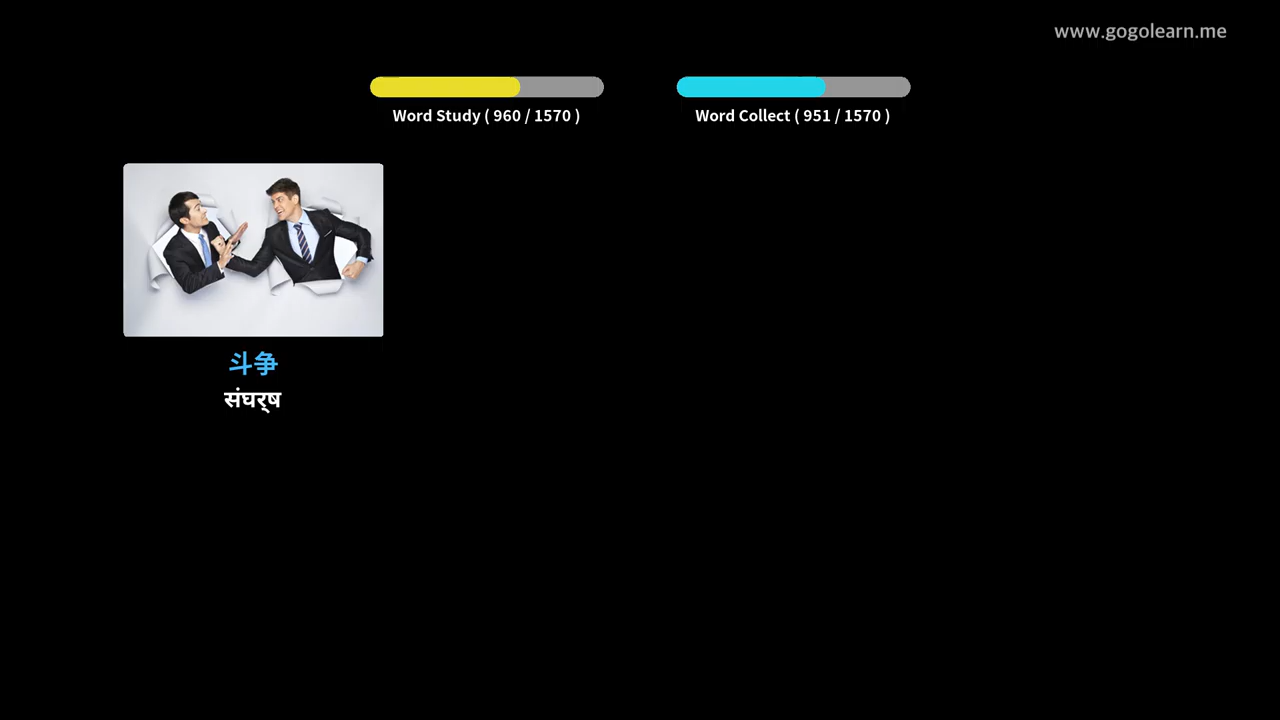 www.gogolearn.me
Word Study ( 960 / 1570 )
Word Collect ( 951 / 1570 )
斗争
संघर्ष